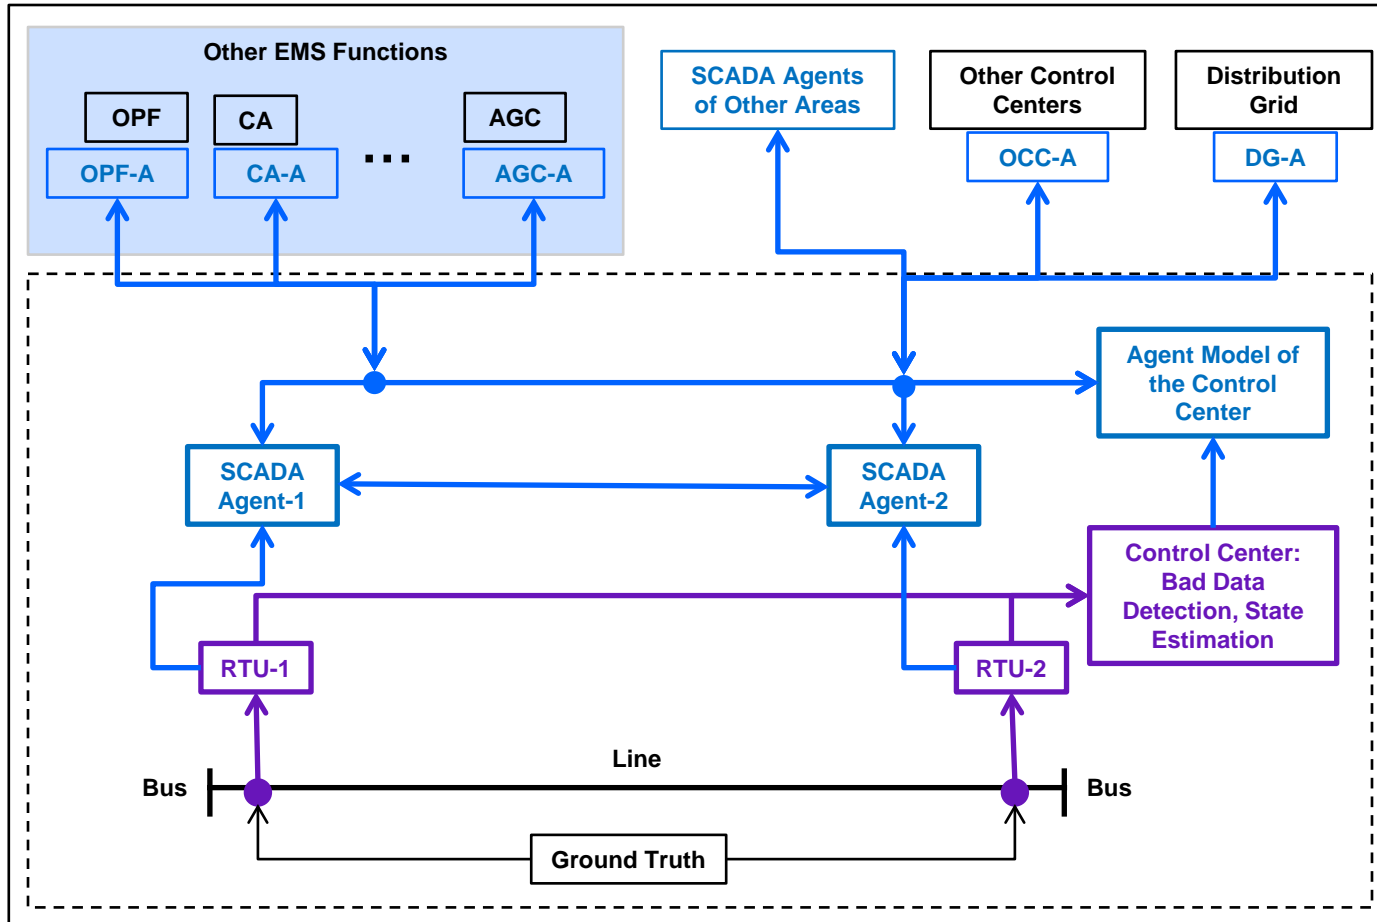 Other EMS Functions
OPF
CA
AGC
OPF-A
CA-A
...
AGC-A
SCADA Agents
of Other Areas
Other Control
Centers
OCC-A
Distribution
Grid
DG-A
Agent Model of
the Control
Center
SCADA
Agent-1
SCADA
Agent-2
Control Center:
Bad Data
Detection, State
Estimation
RTU-1
RTU-2
Line
Bus
Bus
Ground Truth